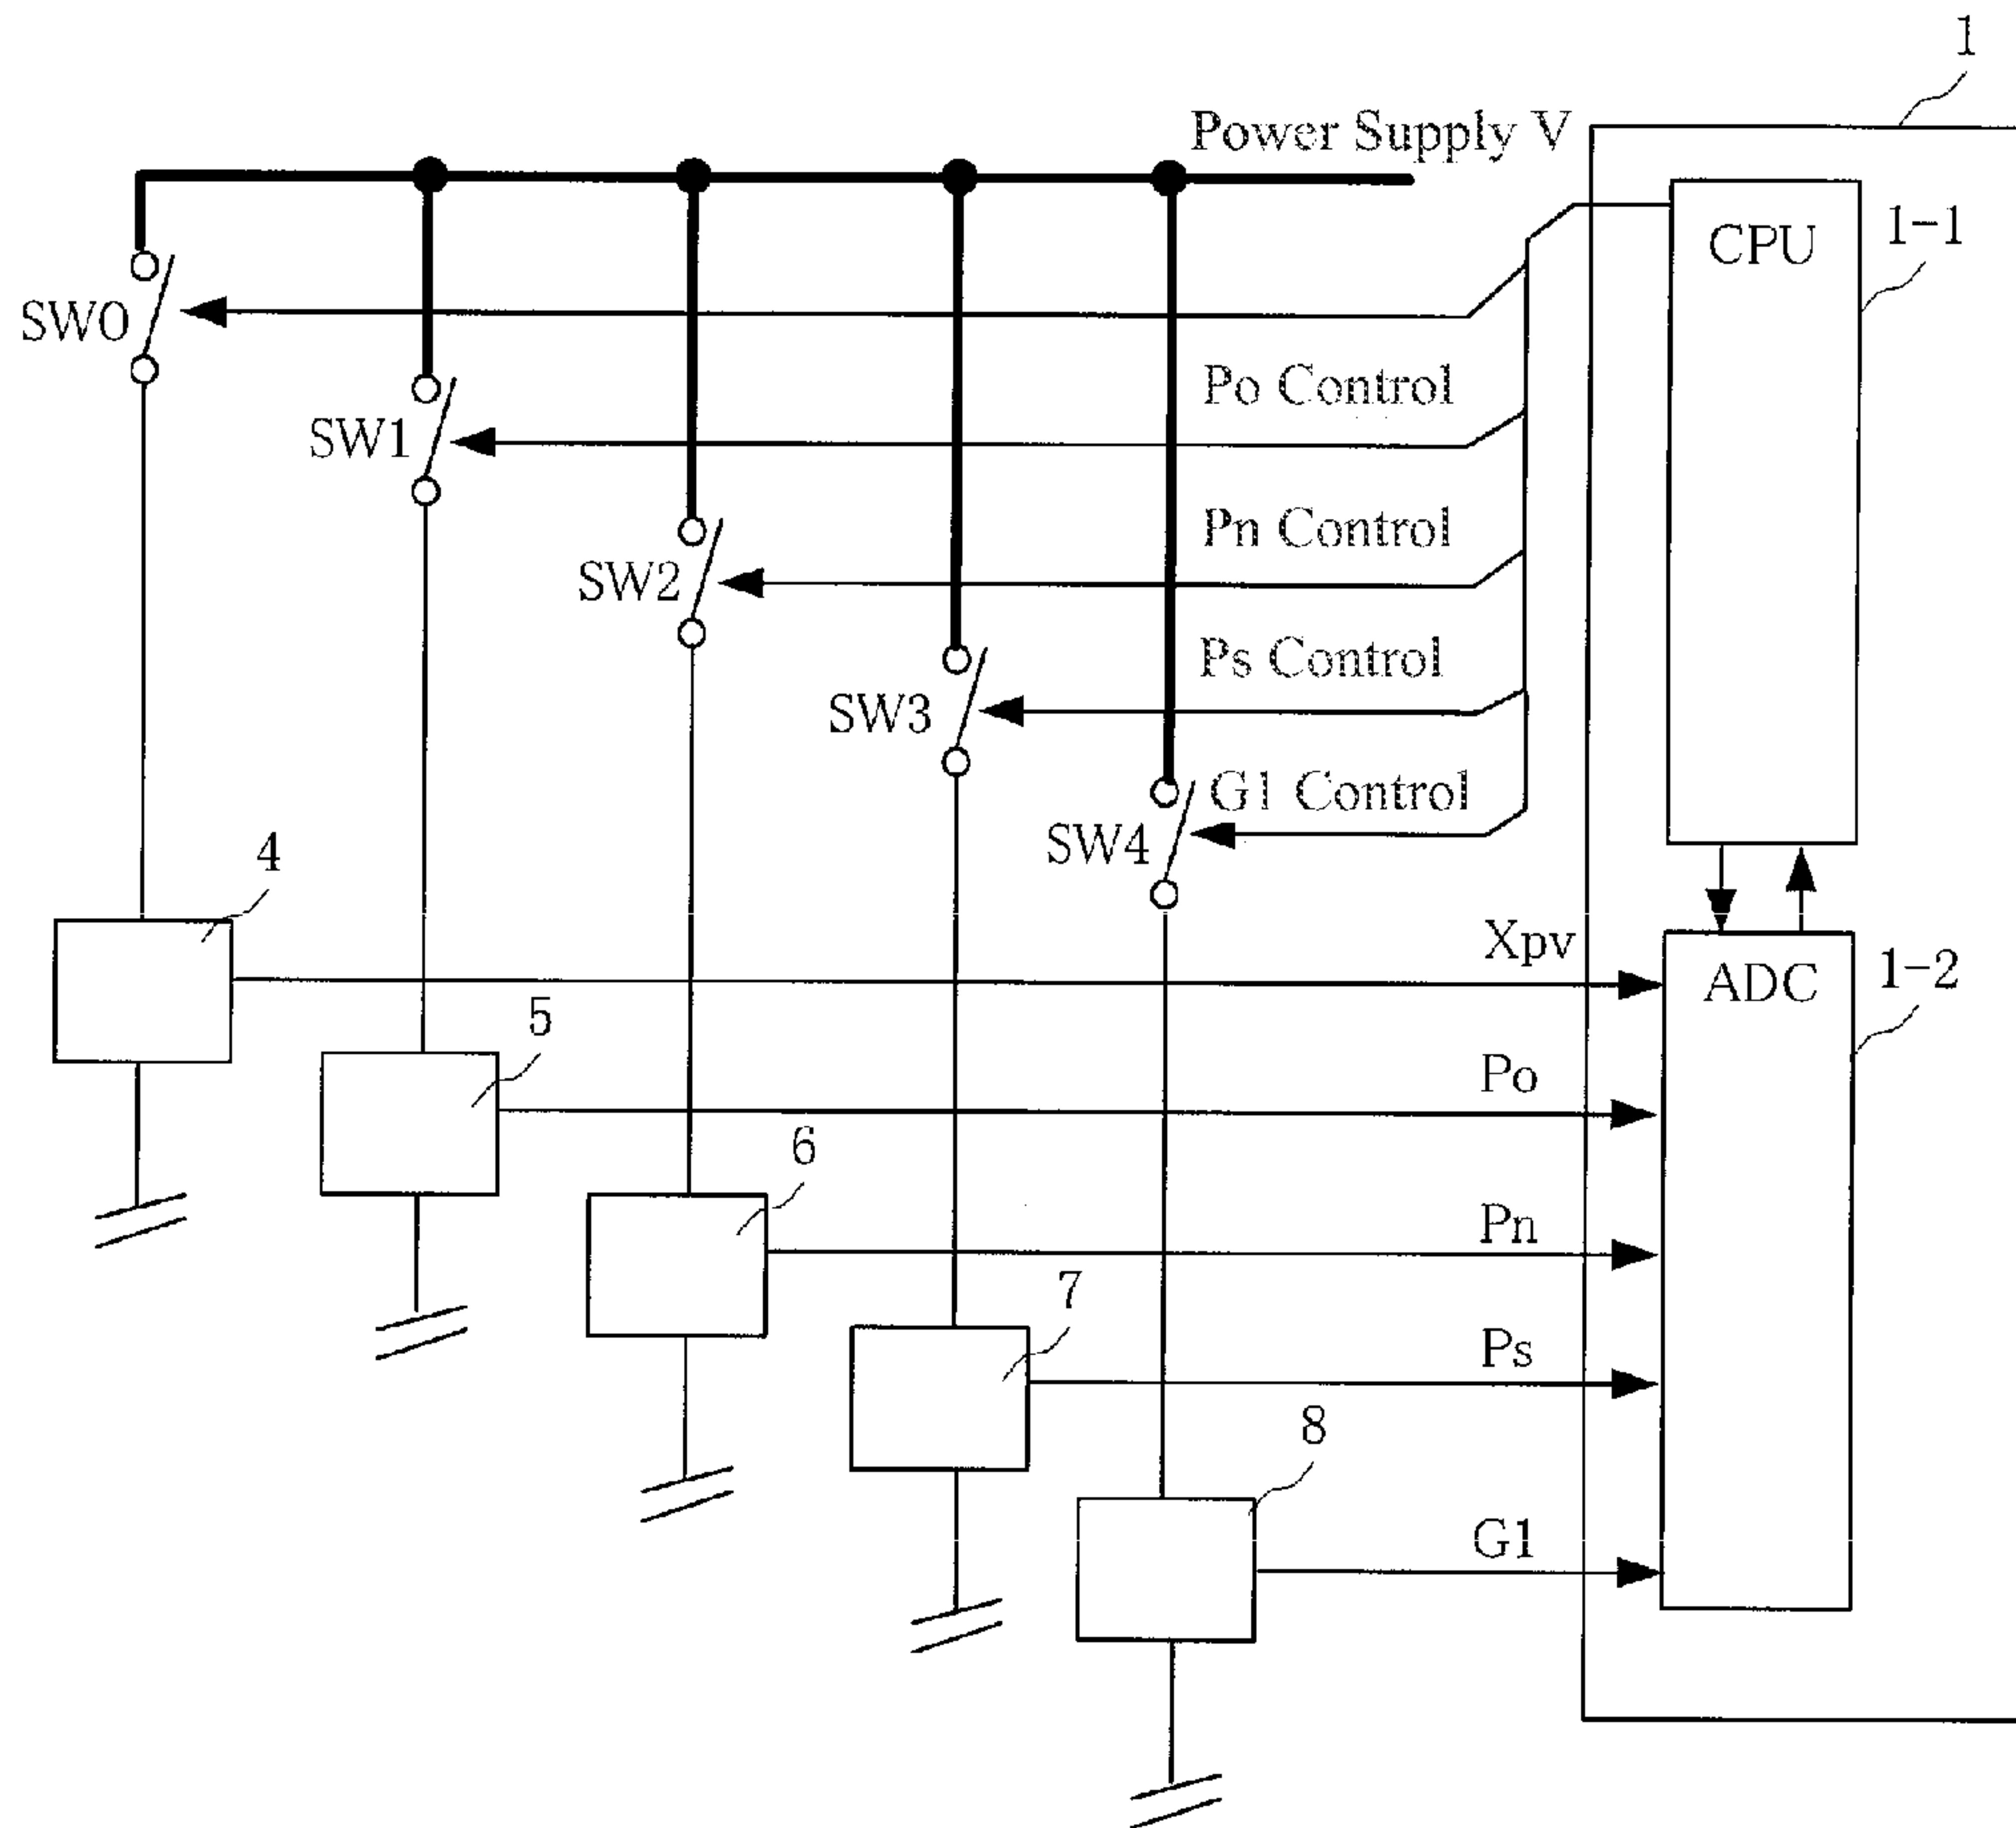 1
Power Supply V
CPU
1-1
SW0
Po Control
SW1
Pn Control
SW2
Ps Control
SW3
G1 Control
SW4
4
Xpv
ADC
1-2
5
Po
6
Pn
7
Ps
8
G1